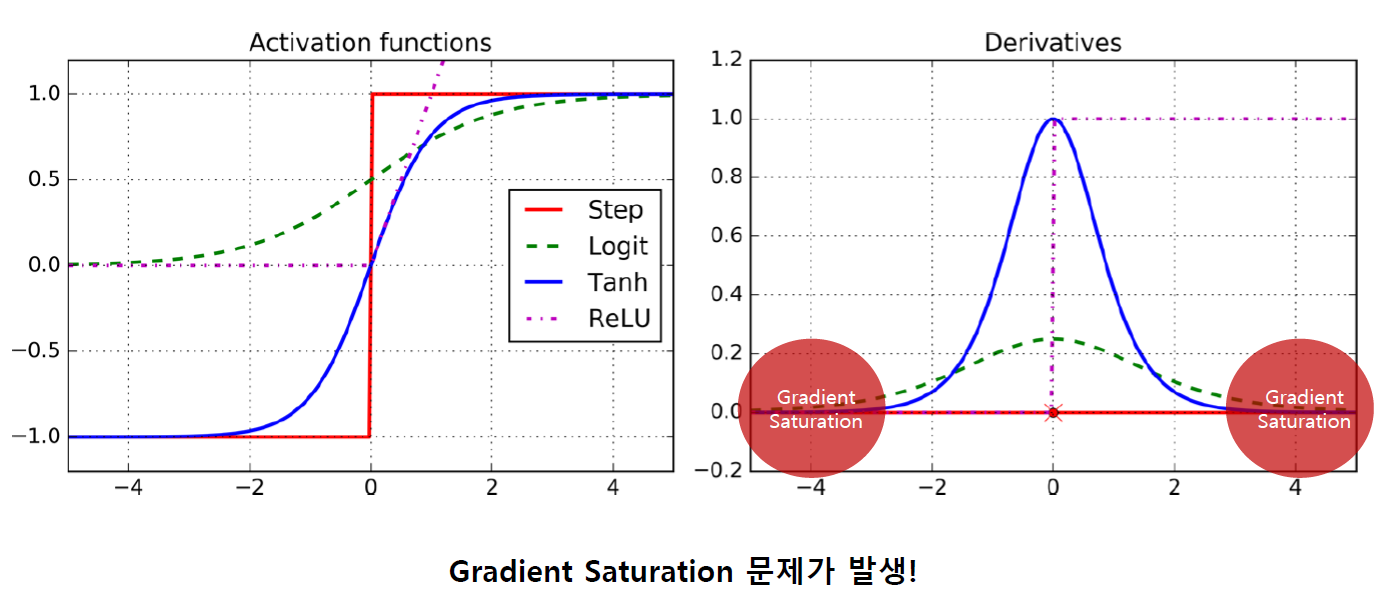 Activation functions
1.0
0.5
0.0
−0.5
−1.0
−4
−2
0
2
4
Step
Logit
Tanh
ReLU
Derivatives
1.2
1.0
0.8
0.6
0.4
0.2
0.0
−0.2
−4
−2
0
2
4
Gradient
Saturation
Gradient
Saturation
Gradient Saturation 문제가 발생!